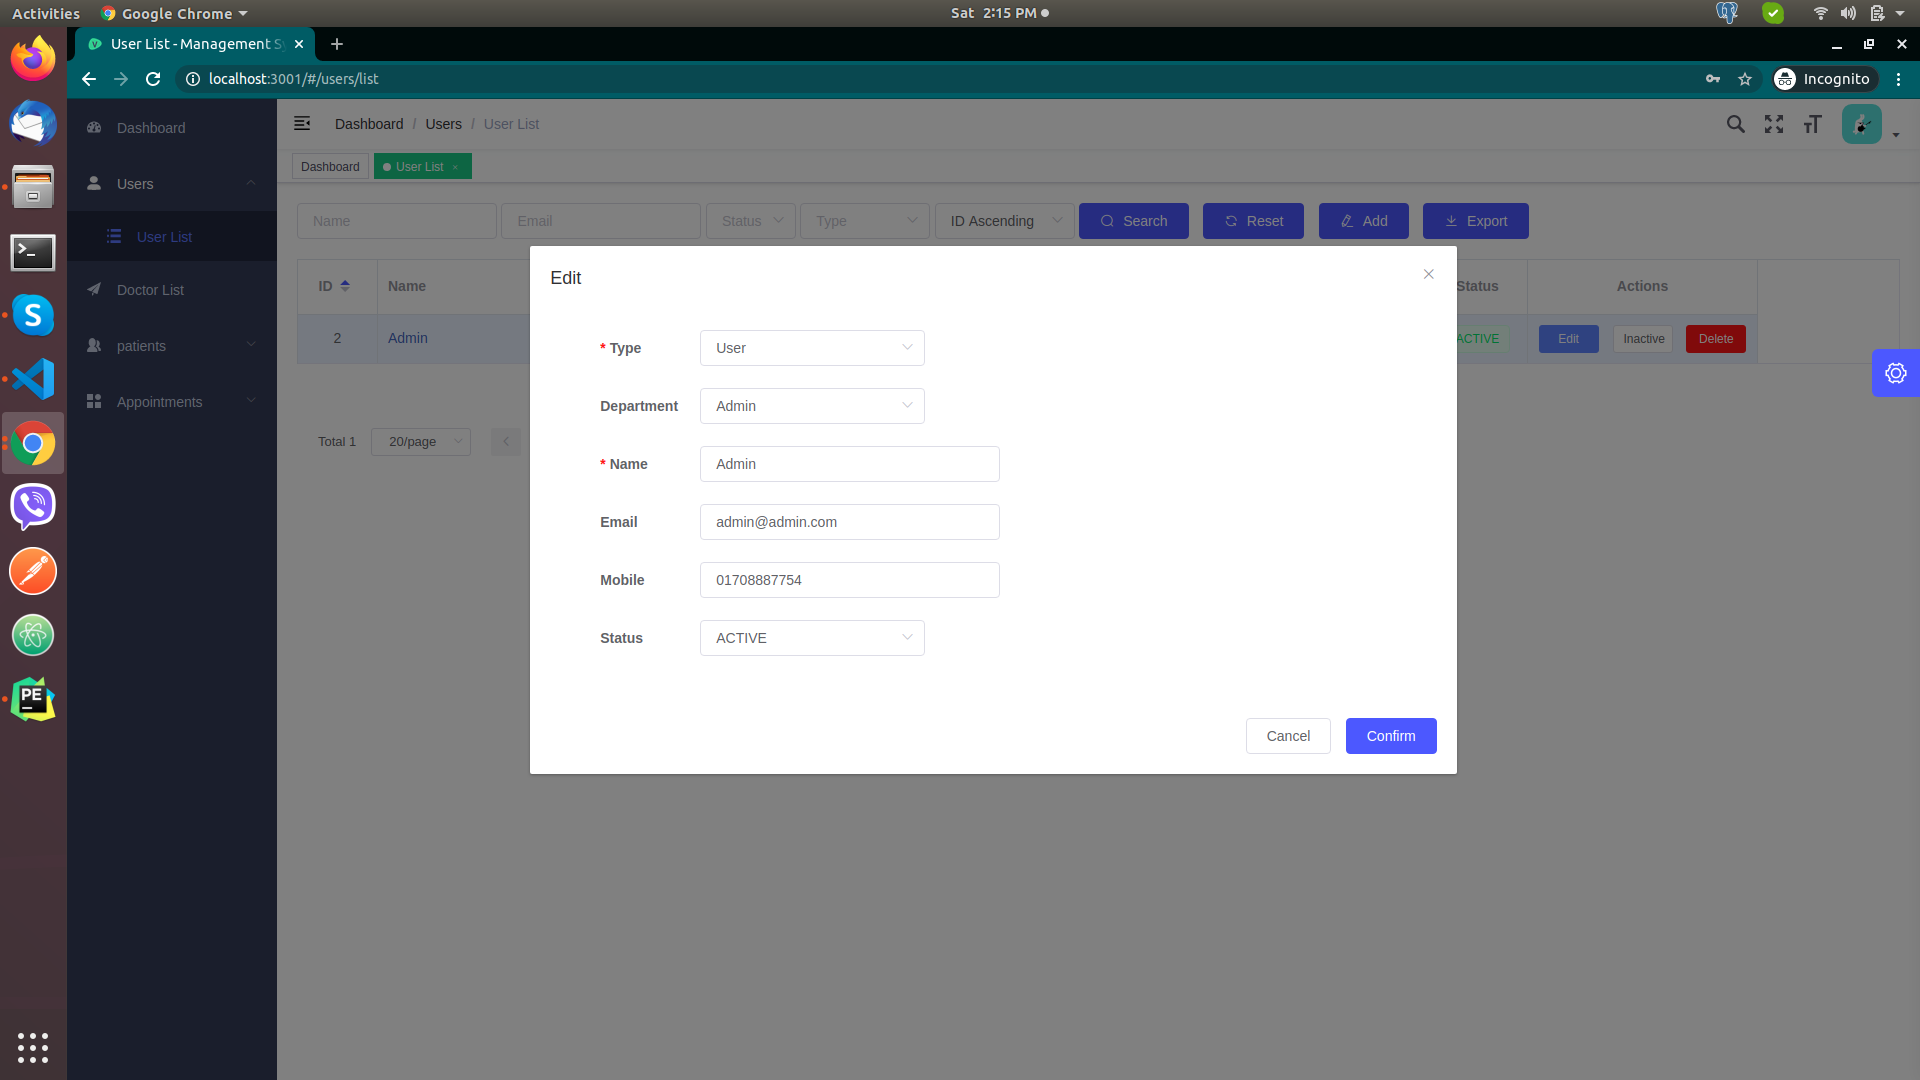 Activities Google Chrome Sat 2:15 PM
User List - Management S
localhost:3001/#/users/list Incognito
Dashboard
Users
User List
Doctor List
patients
Appointments
Dashboard / Users / User List
Dashboard User List ×
Name Email Status Type ID Ascending Search Reset Add Export
ID Name Status Actions
2 Admin ACTIVE Edit Inactive Delete
Total 1 20/page
Edit
* Type User
Department Admin
* Name Admin
Email admin@admin.com
Mobile 01708887754
Status ACTIVE
Cancel Confirm
S
PE